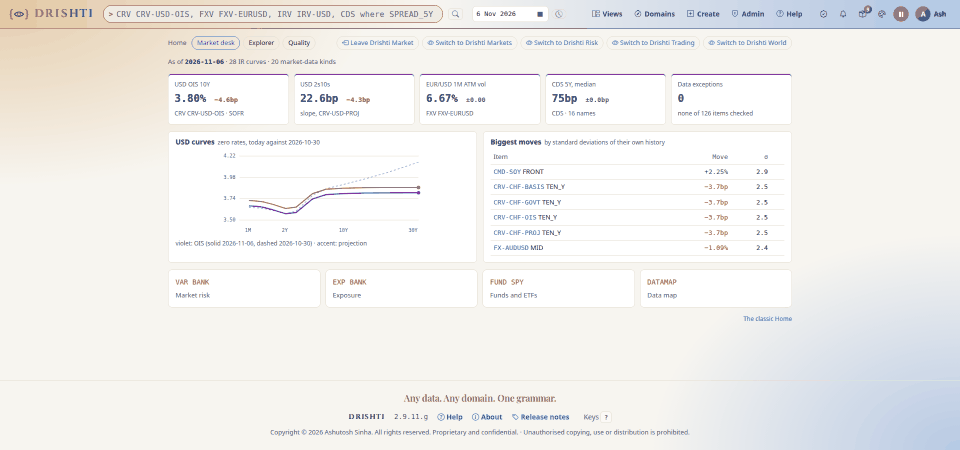 {<>} DRISHTI
> CRV CRV-USD-OIS, FXV FXV-EURUSD, IRV IRV-USD, CDS where SPREAD_5Y
6 Nov 2026
Views Domains Create Admin Help
A Ash
Home Market desk Explorer Quality
Leave Drishti Market Switch to Drishti Markets Switch to Drishti Risk Switch to Drishti Trading Switch to Drishti World
As of 2026-11-06 · 28 IR curves · 20 market-data kinds
USD OIS 10Y
3.80% −4.6bp
CRV CRV-USD-OIS · SOFR
USD 2s10s
22.6bp −4.3bp
slope, CRV-USD-PROJ
EUR/USD 1M ATM vol
6.67% ±0.00
FXV FXV-EURUSD
CDS 5Y, median
75bp ±0.0bp
CDS · 16 names
Data exceptions
0
none of 126 items checked
USD curves zero rates, today against 2026-10-30
4.22
3.98
3.74
3.50
1M 2Y 10Y 30Y
violet: OIS (solid 2026-11-06, dashed 2026-10-30) · accent: projection
Biggest moves by standard deviations of their own history
Item Move σ
CMD-SOY FRONT +2.25% 2.9
CRV-CHF-BASIS TEN_Y −3.7bp 2.5
CRV-CHF-GOVT TEN_Y −3.7bp 2.5
CRV-CHF-OIS TEN_Y −3.7bp 2.5
CRV-CHF-PROJ TEN_Y −3.7bp 2.5
FX-AUDUSD MID −1.09% 2.4
VAR BANK
Market risk
EXP BANK
Exposure
FUND SPY
Funds and ETFs
DATAMAP
Data map
The classic Home
Any data. Any domain. One grammar.
DRISHTI 2.9.11.g Help About Release notes Keys ?
Copyright © 2026 Ashutosh Sinha. All rights reserved. Proprietary and confidential. · Unauthorised copying, use or distribution is prohibited.